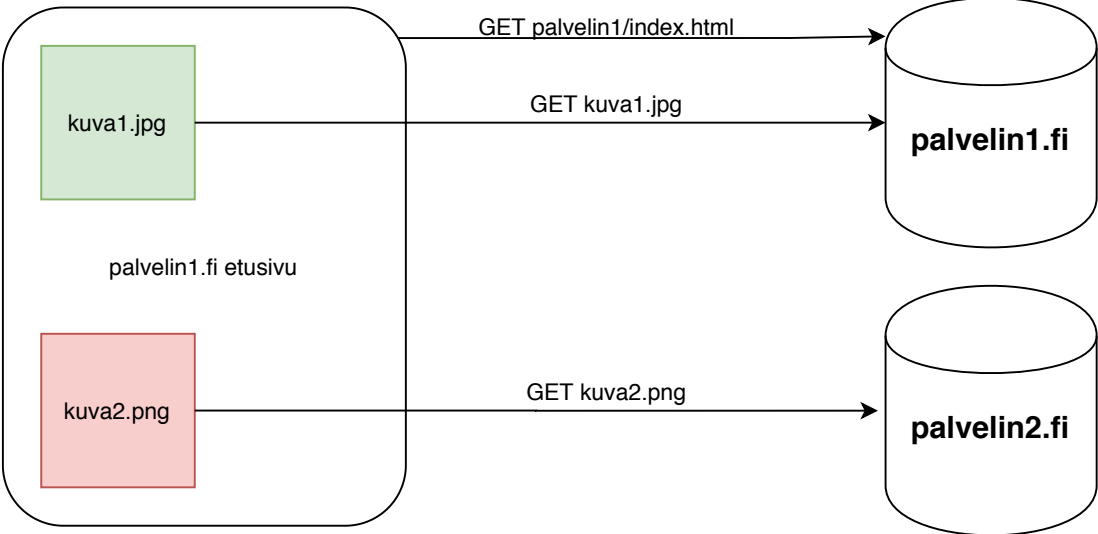 GET palvelin1/index.html
kuva1.jpg
GET kuva1.jpg
palvelin1.fi
palvelin1.fi etusivu
kuva2.png
GET kuva2.png
palvelin2.fi